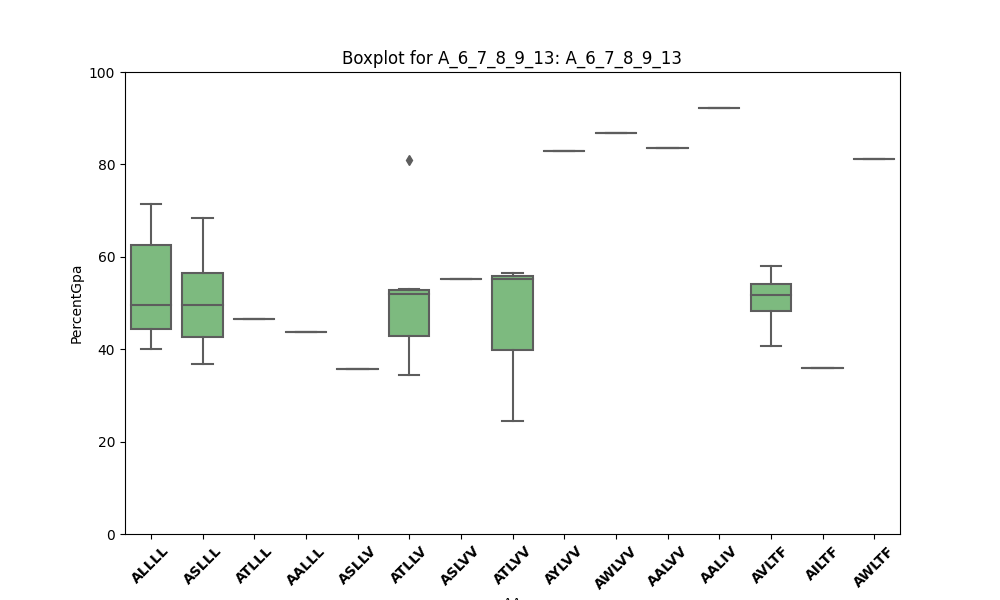 Boxplot for A_6_7_8_9_13: A_6_7_8_9_13
100
80
60
40
20
0
PercentGpa
ALLLL
ASLLL
ATLLL
AALLL
ASLLV
ATLLV
ASLVV
ATLVV
AYLVV
AWLVV
AALVV
AALIV
AVLTF
AILTF
AWLTF